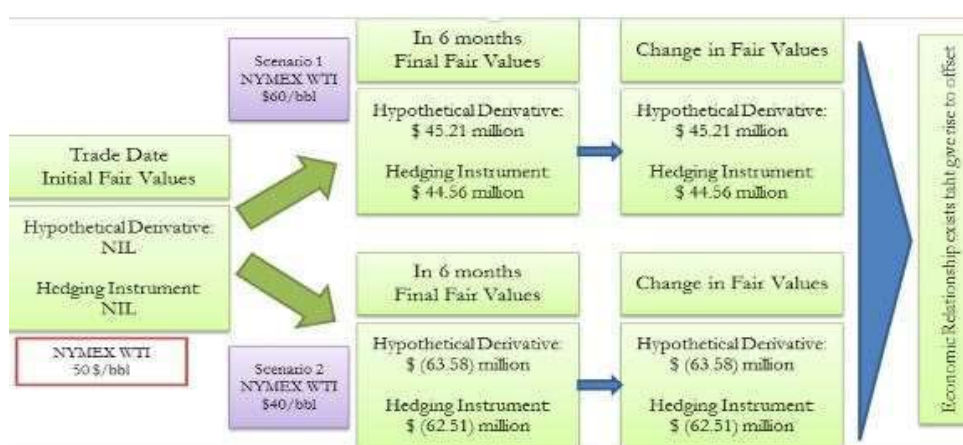 Trade Date
Initial Fair Values
Hypothetical Derivative:
NIL
Hedging Instrument:
NIL
NYMEX WTI
50 $/bbl
Scenario 1
NYMEX WTI
$60/bbl
In 6 months
Final Fair Values
Hypothetical Derivative:
$ 45.21 million
Hedging Instrument:
$ 44.56 million
Change in Fair Values
Hypothetical Derivative:
$ 45.21 million
Hedging Instrument:
$ 44.56 million
Scenario 2
NYMEX WTI
$40/bbl
In 6 months
Final Fair Values
Hypothetical Derivative:
$ (63.58) million
Hedging Instrument:
$ (62.51) million
Change in Fair Values
Hypothetical Derivative:
$ (63.58) million
Hedging Instrument:
$ (62.51) million
Economic Relationship exists taht give rise to offset